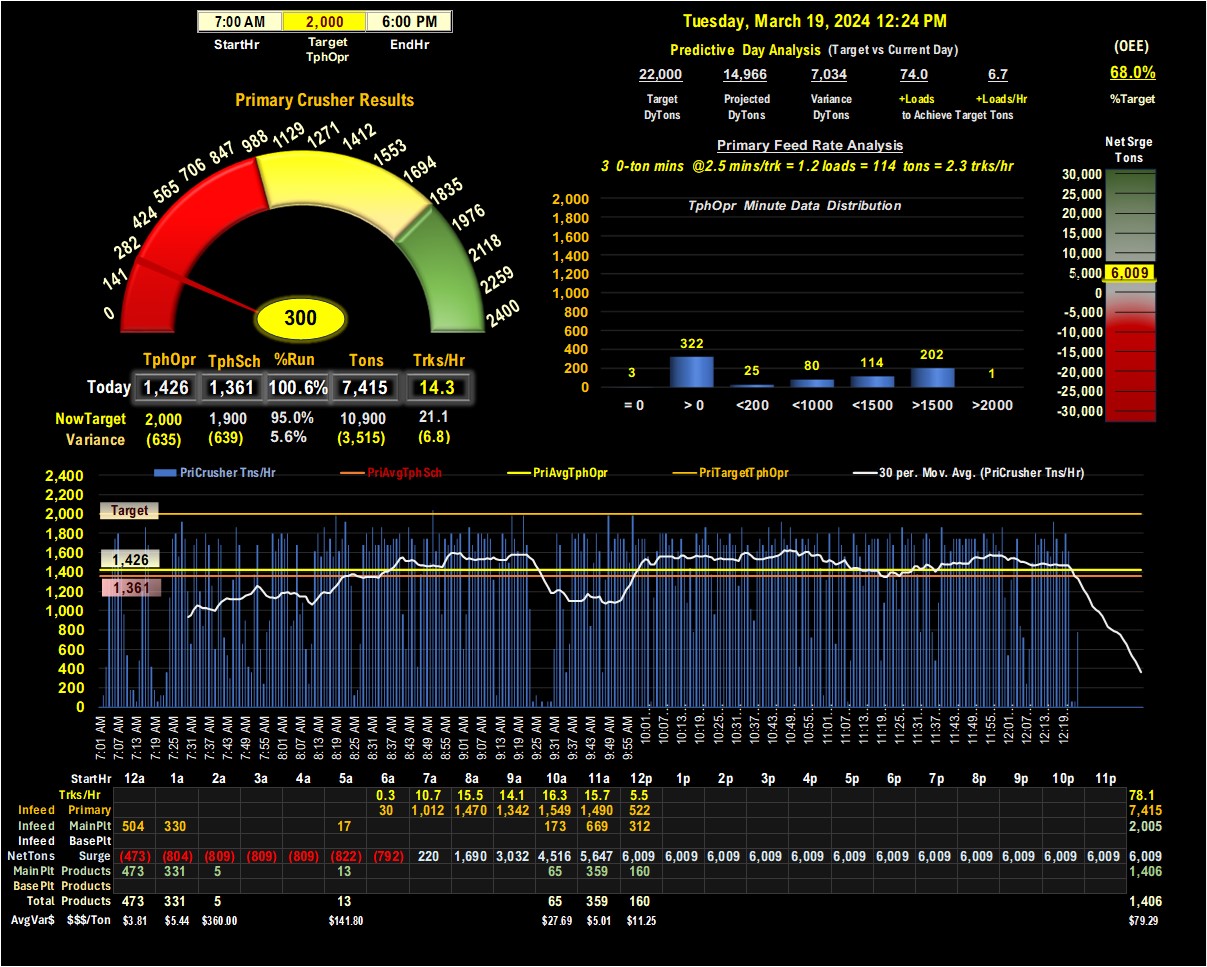 7:00 AM 2,000 6:00 PM
StartHr Target TphOpr EndHr
Tuesday, March 19, 2024 12:24 PM
Predictive Day Analysis (Target vs Current Day)
22,000 14,966 7,034 74.0 6.7
Target Projected Variance +Loads +Loads/Hr
DyTons DyTons DyTons to Achieve Target Tons
(OEE)
68.0%
%Target
Primary Crusher Results
0 141 282 424 565 706 847 988 1129 1271 1412 1553 1694 1835 1976 2118 2259 2400
300
TphOpr TphSch %Run Tons Trks/Hr
Today 1,426 1,361 100.6% 7,415 14.3
NowTarget 2,000 1,900 95.0% 10,900 21.1
Variance (635) (639) 5.6% (3,515) (6.8)
Primary Feed Rate Analysis
3 0-ton mins @2.5 mins/trk = 1.2 loads = 114 tons = 2.3 trks/hr
TphOpr Minute Data Distribution
2,000
1,800
1,600
1,400
1,200
1,000
800
600
400
200
0
3 322 25 80 114 202 1
= 0 > 0 <200 <1000 <1500 >1500 >2000
Net Srge
Tons
30,000
25,000
20,000
15,000
10,000
5,000 6,009
0
-5,000
-10,000
-15,000
-20,000
-25,000
-30,000
PriCrusher Tns/Hr PriAvgTphSch PriAvgTphOpr PriTargetTphOpr 30 per. Mov. Avg. (PriCrusher Tns/Hr)
2,400
2,200
2,000
1,800
1,600
1,400
1,200
1,000
800
600
400
200
0
Target
1,426
1,361
7:01 AM 7:07 AM 7:13 AM 7:19 AM 7:25 AM 7:31 AM 7:37 AM 7:43 AM 7:49 AM 7:55 AM 8:01 AM 8:07 AM 8:13 AM 8:19 AM 8:25 AM 8:31 AM 8:37 AM 8:43 AM 8:49 AM 8:55 AM 9:01 AM 9:07 AM 9:13 AM 9:19 AM 9:25 AM 9:31 AM 9:37 AM 9:43 AM 9:49 AM 9:55 AM 10:01… 10:07… 10:13… 10:19… 10:25… 10:31… 10:37… 10:43… 10:49… 10:55… 11:01… 11:07… 11:13… 11:19… 11:25… 11:31… 11:37… 11:43… 11:49… 11:55… 12:01… 12:07… 12:13… 12:19…
StartHr 12a 1a 2a 3a 4a 5a 6a 7a 8a 9a 10a 11a 12p 1p 2p 3p 4p 5p 6p 7p 8p 9p 10p 11p
Trks/Hr 0.3 10.7 15.5 14.1 16.3 15.7 5.5 78.1
Infeed Primary 30 1,012 1,470 1,342 1,549 1,490 522 7,415
Infeed MainPlt 504 330 17 173 669 312 2,005
Infeed BasePlt
NetTons Surge (473) (804) (809) (809) (809) (822) (792) 220 1,690 3,032 4,516 5,647 6,009 6,009 6,009 6,009 6,009 6,009 6,009 6,009 6,009 6,009 6,009 6,009 6,009
MainPlt Products 473 331 5 13 65 359 160 1,406
BasePlt Products
Total Products 473 331 5 13 65 359 160 1,406
AvgVar$ $$$/Ton $3.81 $5.44 $360.00 $141.80 $27.69 $5.01 $11.25 $79.29